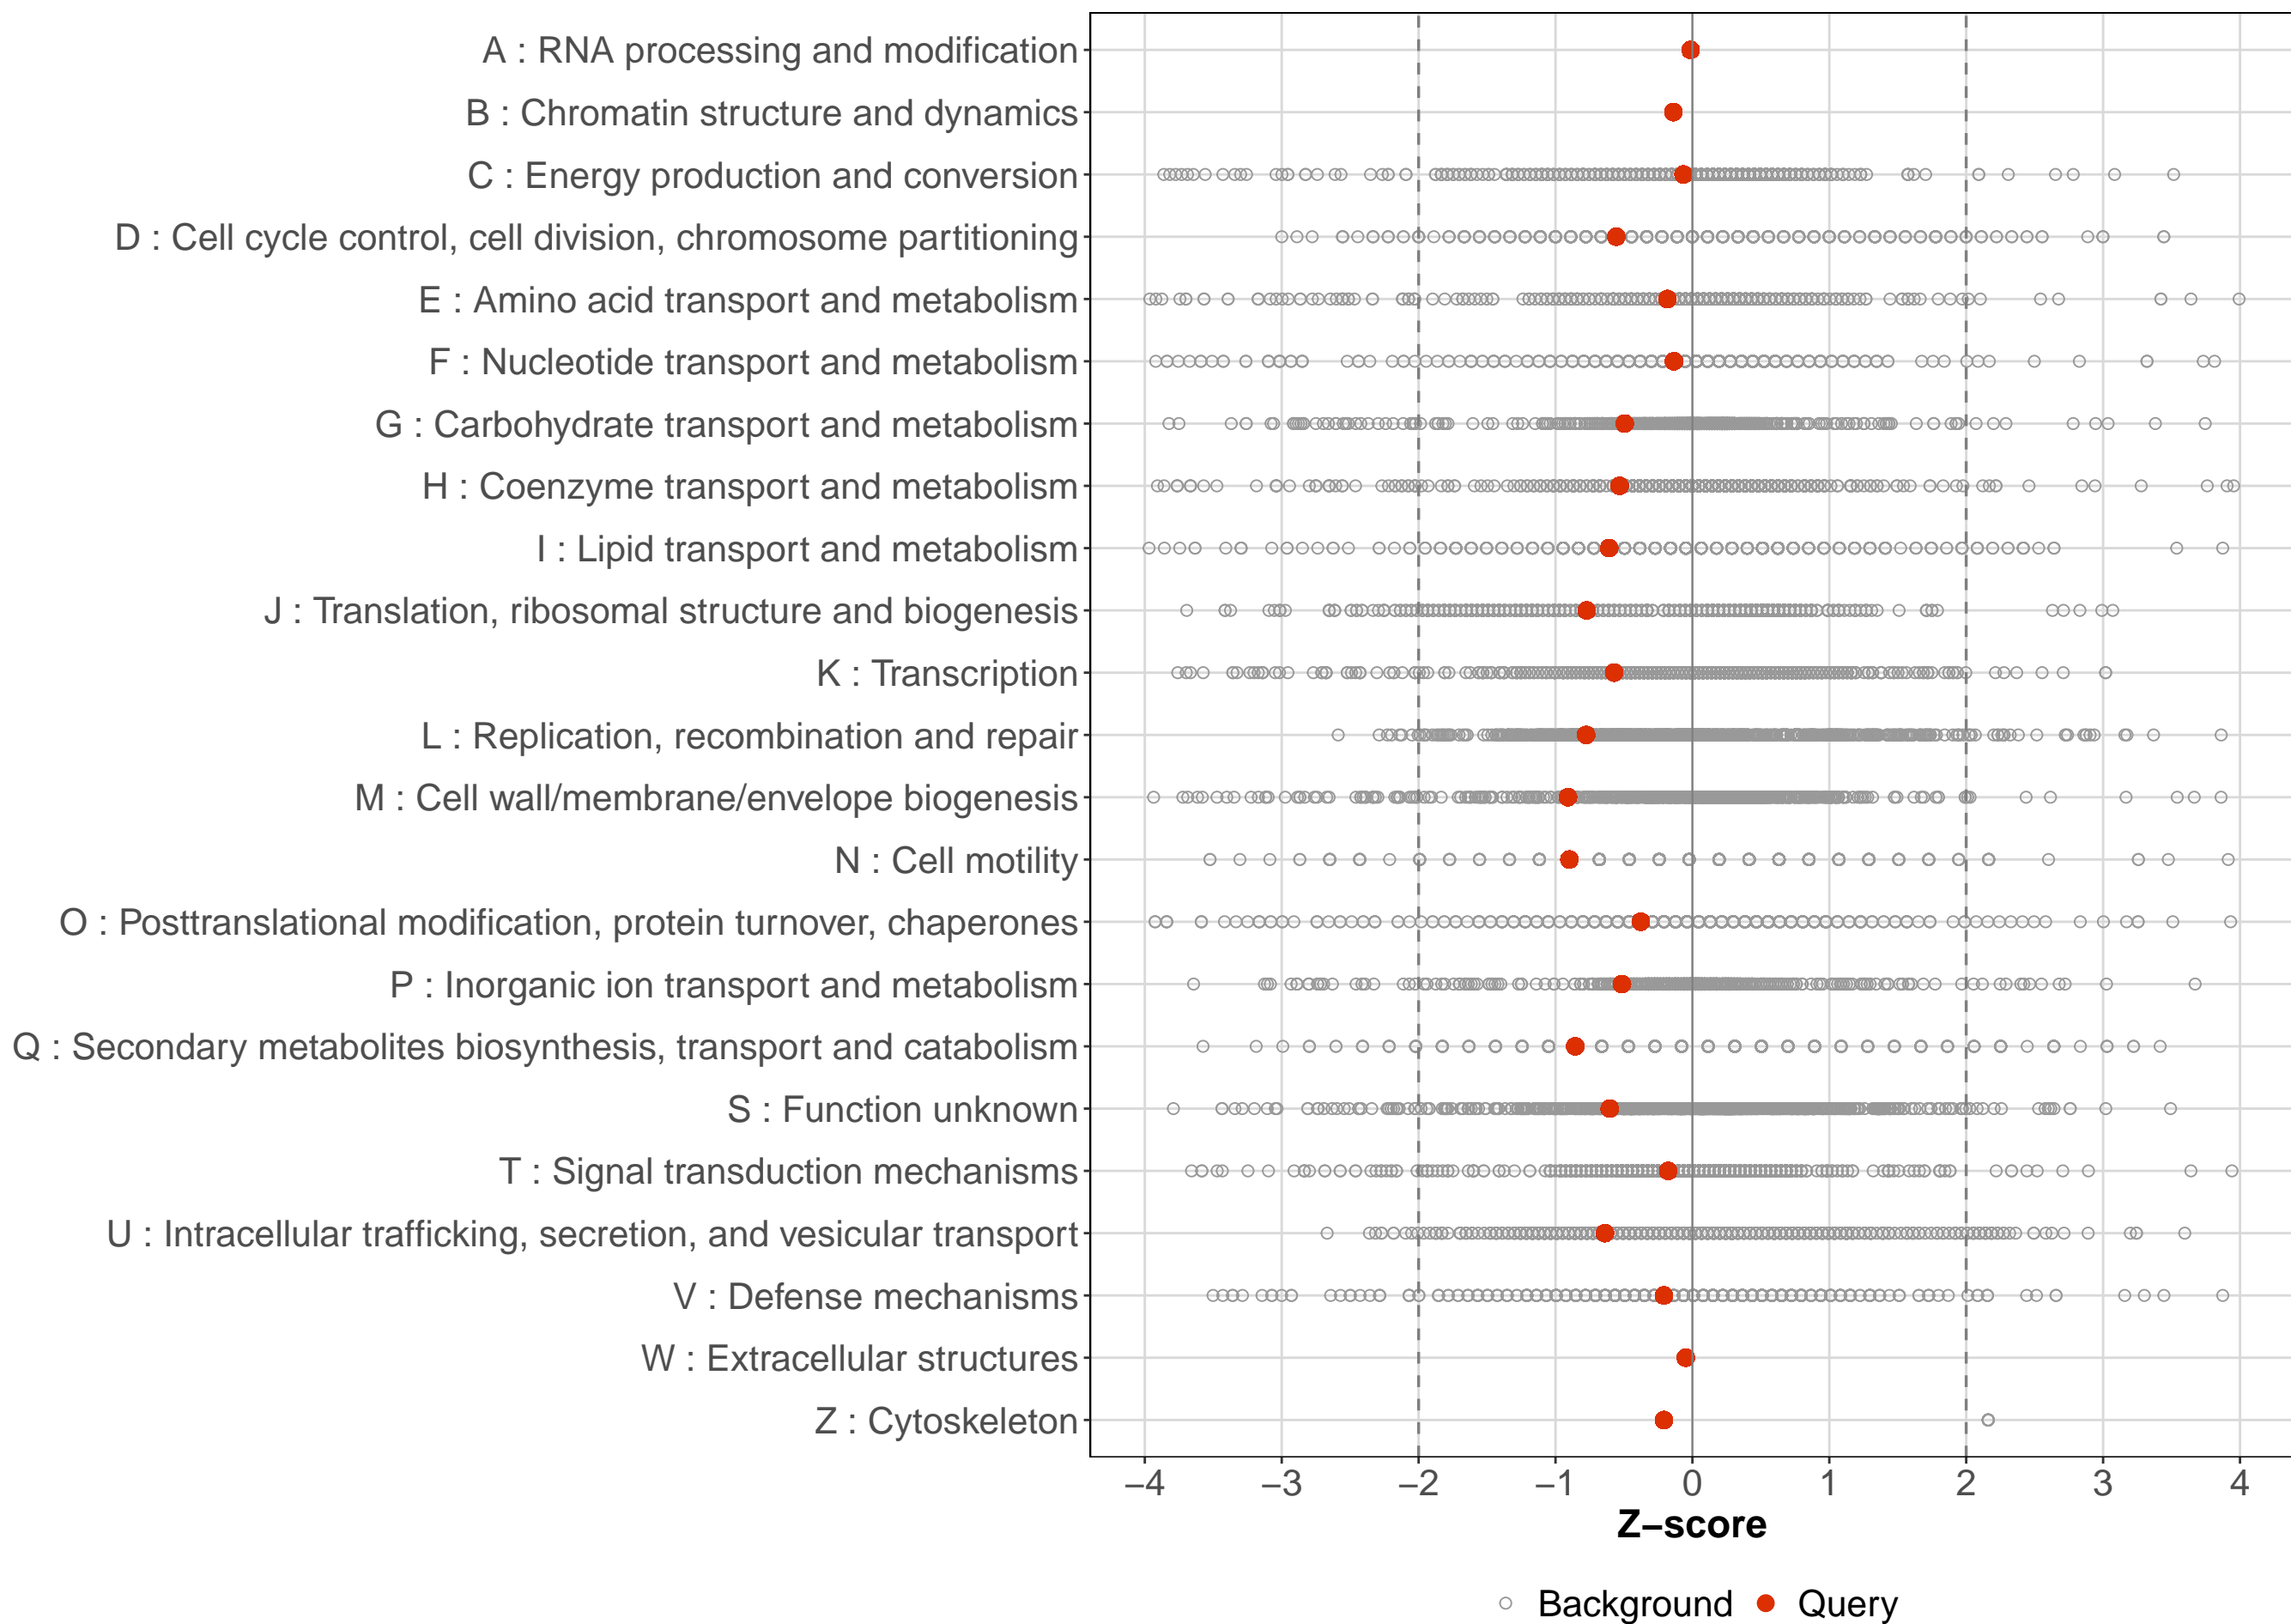 A : RNA processing and modification
B : Chromatin structure and dynamics
C : Energy production and conversion
D : Cell cycle control, cell division, chromosome partitioning
E : Amino acid transport and metabolism
F : Nucleotide transport and metabolism
G : Carbohydrate transport and metabolism
H : Coenzyme transport and metabolism
I : Lipid transport and metabolism
J : Translation, ribosomal structure and biogenesis
K : Transcription
L : Replication, recombination and repair
M : Cell wall/membrane/envelope biogenesis
N : Cell motility
O : Posttranslational modification, protein turnover, chaperones
P : Inorganic ion transport and metabolism
Q : Secondary metabolites biosynthesis, transport and catabolism
S : Function unknown
T : Signal transduction mechanisms
U : Intracellular trafficking, secretion, and vesicular transport
V : Defense mechanisms
W : Extracellular structures
Z : Cytoskeleton
−4 −3 −2 −1 0 1 2 3 4
Z−score
Background Query